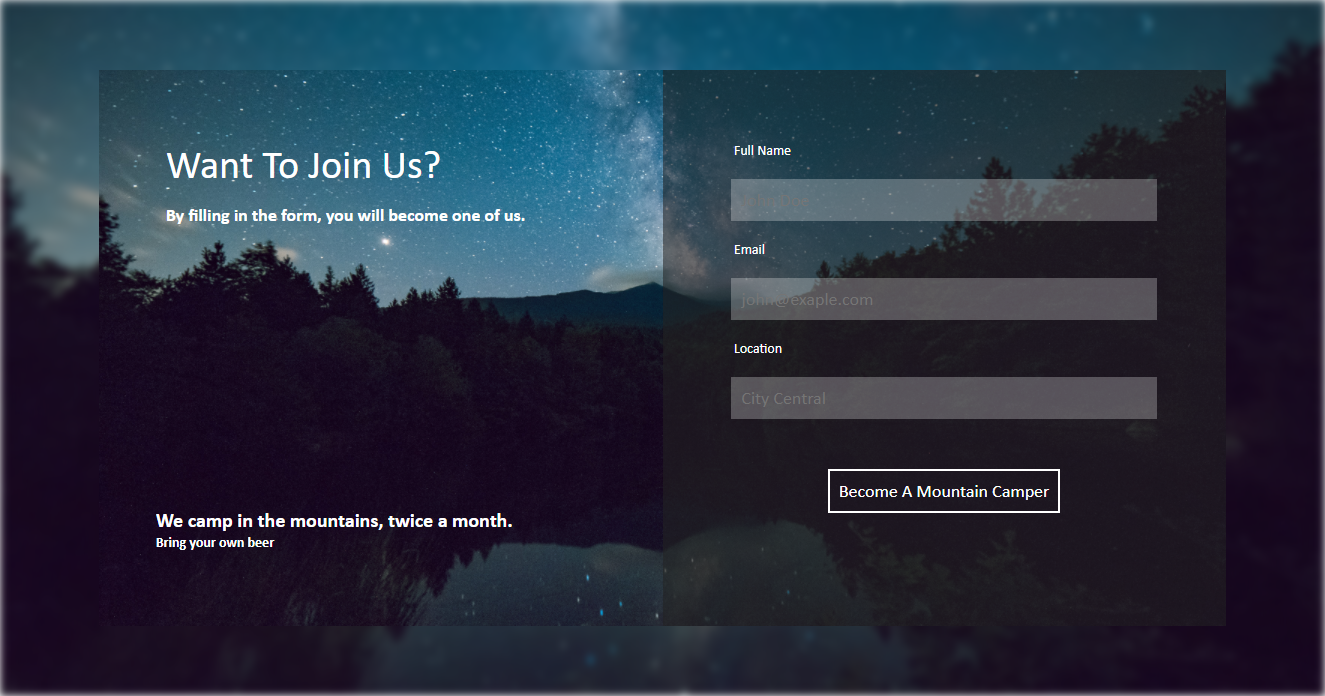 Want To Join Us?
By filling in the form, you will become one of us.
We camp in the mountains, twice a month.
Bring your own beer
Full Name
Email
john@exaple.com
Location
City Central
Become A Mountain Camper